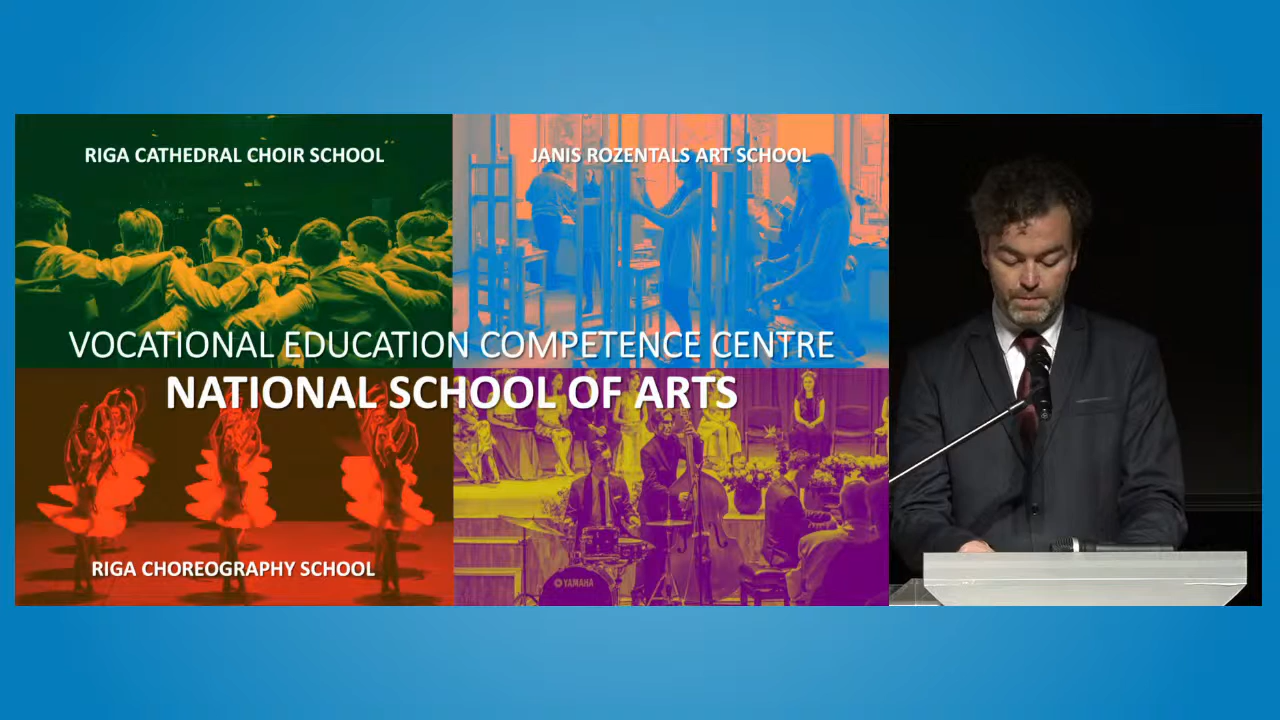 RIGA CATHEDRAL CHOIR SCHOOL
JANIS ROZENTALS ART SCHOOL
VOCATIONAL EDUCATION COMPETENCE CENTRE
NATIONAL SCHOOL OF ARTS
RIGA CHOREOGRAPHY SCHOOL
YAMAHA